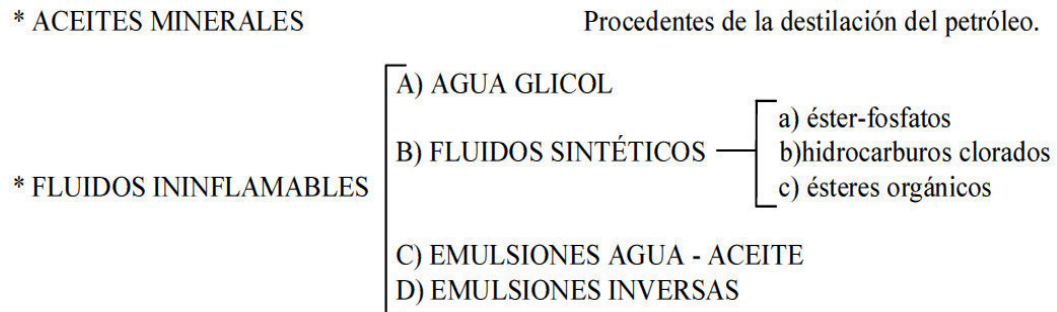 * ACEITES MINERALES Procedentes de la destilación del petróleo.
A) AGUA GLICOL
a) éster-fosfatos
B) FLUIDOS SINTÉTICOS
b)hidrocarburos clorados
* FLUIDOS ININFLAMABLES
c) ésteres orgánicos
C) EMULSIONES AGUA - ACEITE
D) EMULSIONES INVERSAS